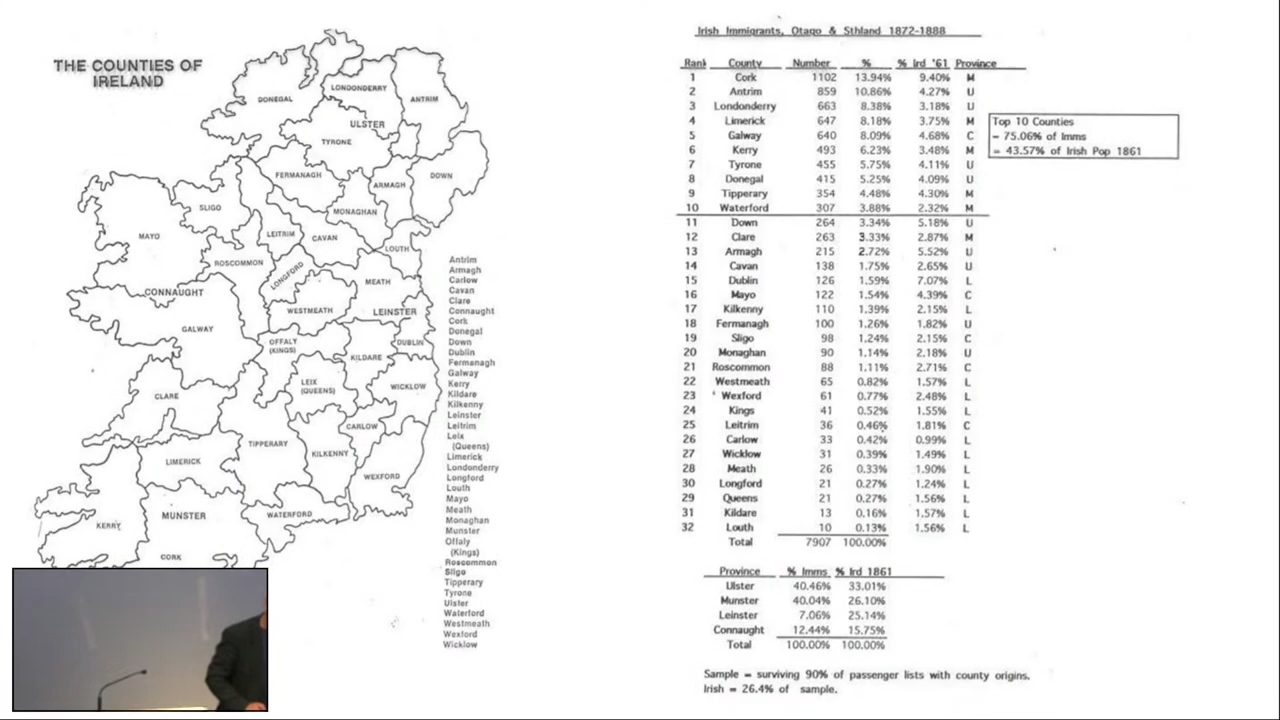 THE COUNTIES OF
IRELAND
DONEGAL
LONDONDERRY
ANTRIM
ULSTER
TYRONE
FERMANAGH
ARMAGH
DOWN
MONAGHAN
SLIGO
LEITRIM
CAVAN
MAYO
LOUTH
ROSCOMMON
LONGFORD
MEATH
CONNAUGHT
WESTMEATH
LEINSTER
GALWAY
OFFALY
(KINGS)
DUBLIN
KILDARE
LEIX
(QUEENS)
WICKLOW
CLARE
CARLOW
TIPPERARY
KILKENNY
LIMERICK
WEXFORD
MUNSTER
WATERFORD
KERRY
CORK
Antrim
Armagh
Carlow
Cavan
Clare
Connaught
Cork
Donegal
Down
Dublin
Fermanagh
Galway
Kerry
Kildare
Kilkenny
Leinster
Leitrim
Leix
(Queens)
Limerick
Londonderry
Longford
Louth
Mayo
Meath
Monaghan
Munster
Offaly
(Kings)
Roscommon
Sligo
Tipperary
Tyrone
Ulster
Waterford
Westmeath
Wexford
Wicklow
Irish Immigrants, Otago & Sthland 1872-1888
Rank County Number % % Ird '61 Province
1 Cork 1102 13.94% 9.40% M
2 Antrim 859 10.86% 4.27% U
3 Londonderry 663 8.38% 3.18% U
4 Limerick 647 8.18% 3.75% M
5 Galway 640 8.09% 4.68% C
6 Kerry 493 6.23% 3.48% M
7 Tyrone 455 5.75% 4.11% U
8 Donegal 415 5.25% 4.09% U
9 Tipperary 354 4.48% 4.30% M
10 Waterford 307 3.88% 2.32% M
11 Down 264 3.34% 5.18% U
12 Clare 263 3.33% 2.87% M
13 Armagh 215 2.72% 5.52% U
14 Cavan 138 1.75% 2.65% U
15 Dublin 126 1.59% 7.07% L
16 Mayo 122 1.54% 4.39% C
17 Kilkenny 110 1.39% 2.15% L
18 Fermanagh 100 1.26% 1.82% U
19 Sligo 98 1.24% 2.15% C
20 Monaghan 90 1.14% 2.18% U
21 Roscommon 88 1.11% 2.71% C
22 Westmeath 65 0.82% 1.57% L
23 Wexford 61 0.77% 2.48% L
24 Kings 41 0.52% 1.55% L
25 Leitrim 36 0.46% 1.81% C
26 Carlow 33 0.42% 0.99% L
27 Wicklow 31 0.39% 1.49% L
28 Meath 26 0.33% 1.90% L
30 Longford 21 0.27% 1.24% L
29 Queens 21 0.27% 1.56% L
31 Kildare 13 0.16% 1.57% L
32 Louth 10 0.13% 1.56% L
Total 7907 100.00%
Top 10 Counties
= 75.06% of Imms
= 43.57% of Irish Pop 1861
Province % Imms % Ird 1861
Ulster 40.46% 33.01%
Munster 40.04% 26.10%
Leinster 7.06% 25.14%
Connaught 12.44% 15.75%
Total 100.00% 100.00%
Sample = surviving 90% of passenger lists with county origins.
Irish = 26.4% of sample.